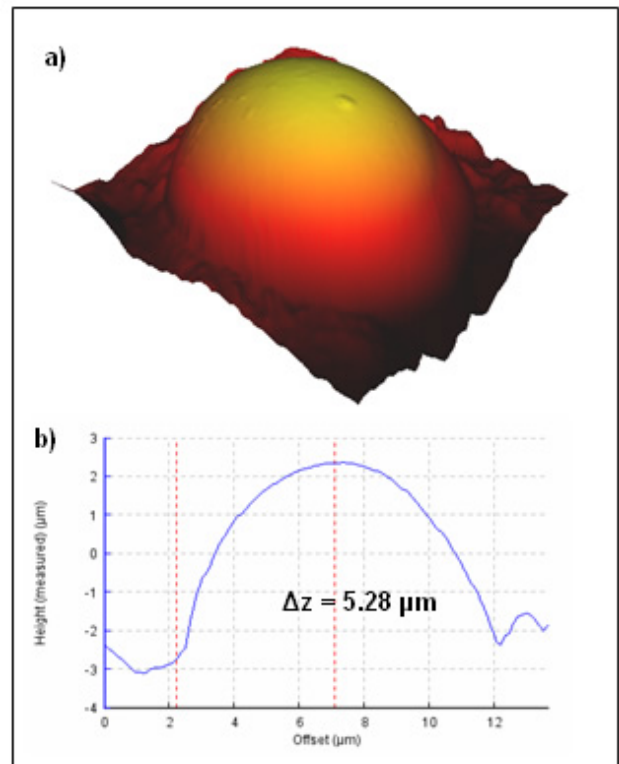 a)
b)
3
2
1
0
-1
-2
-3
-4
Height (measured) (µm)
Δz = 5.28 µm
0 2 4 6 8 10 12
Offset (µm)